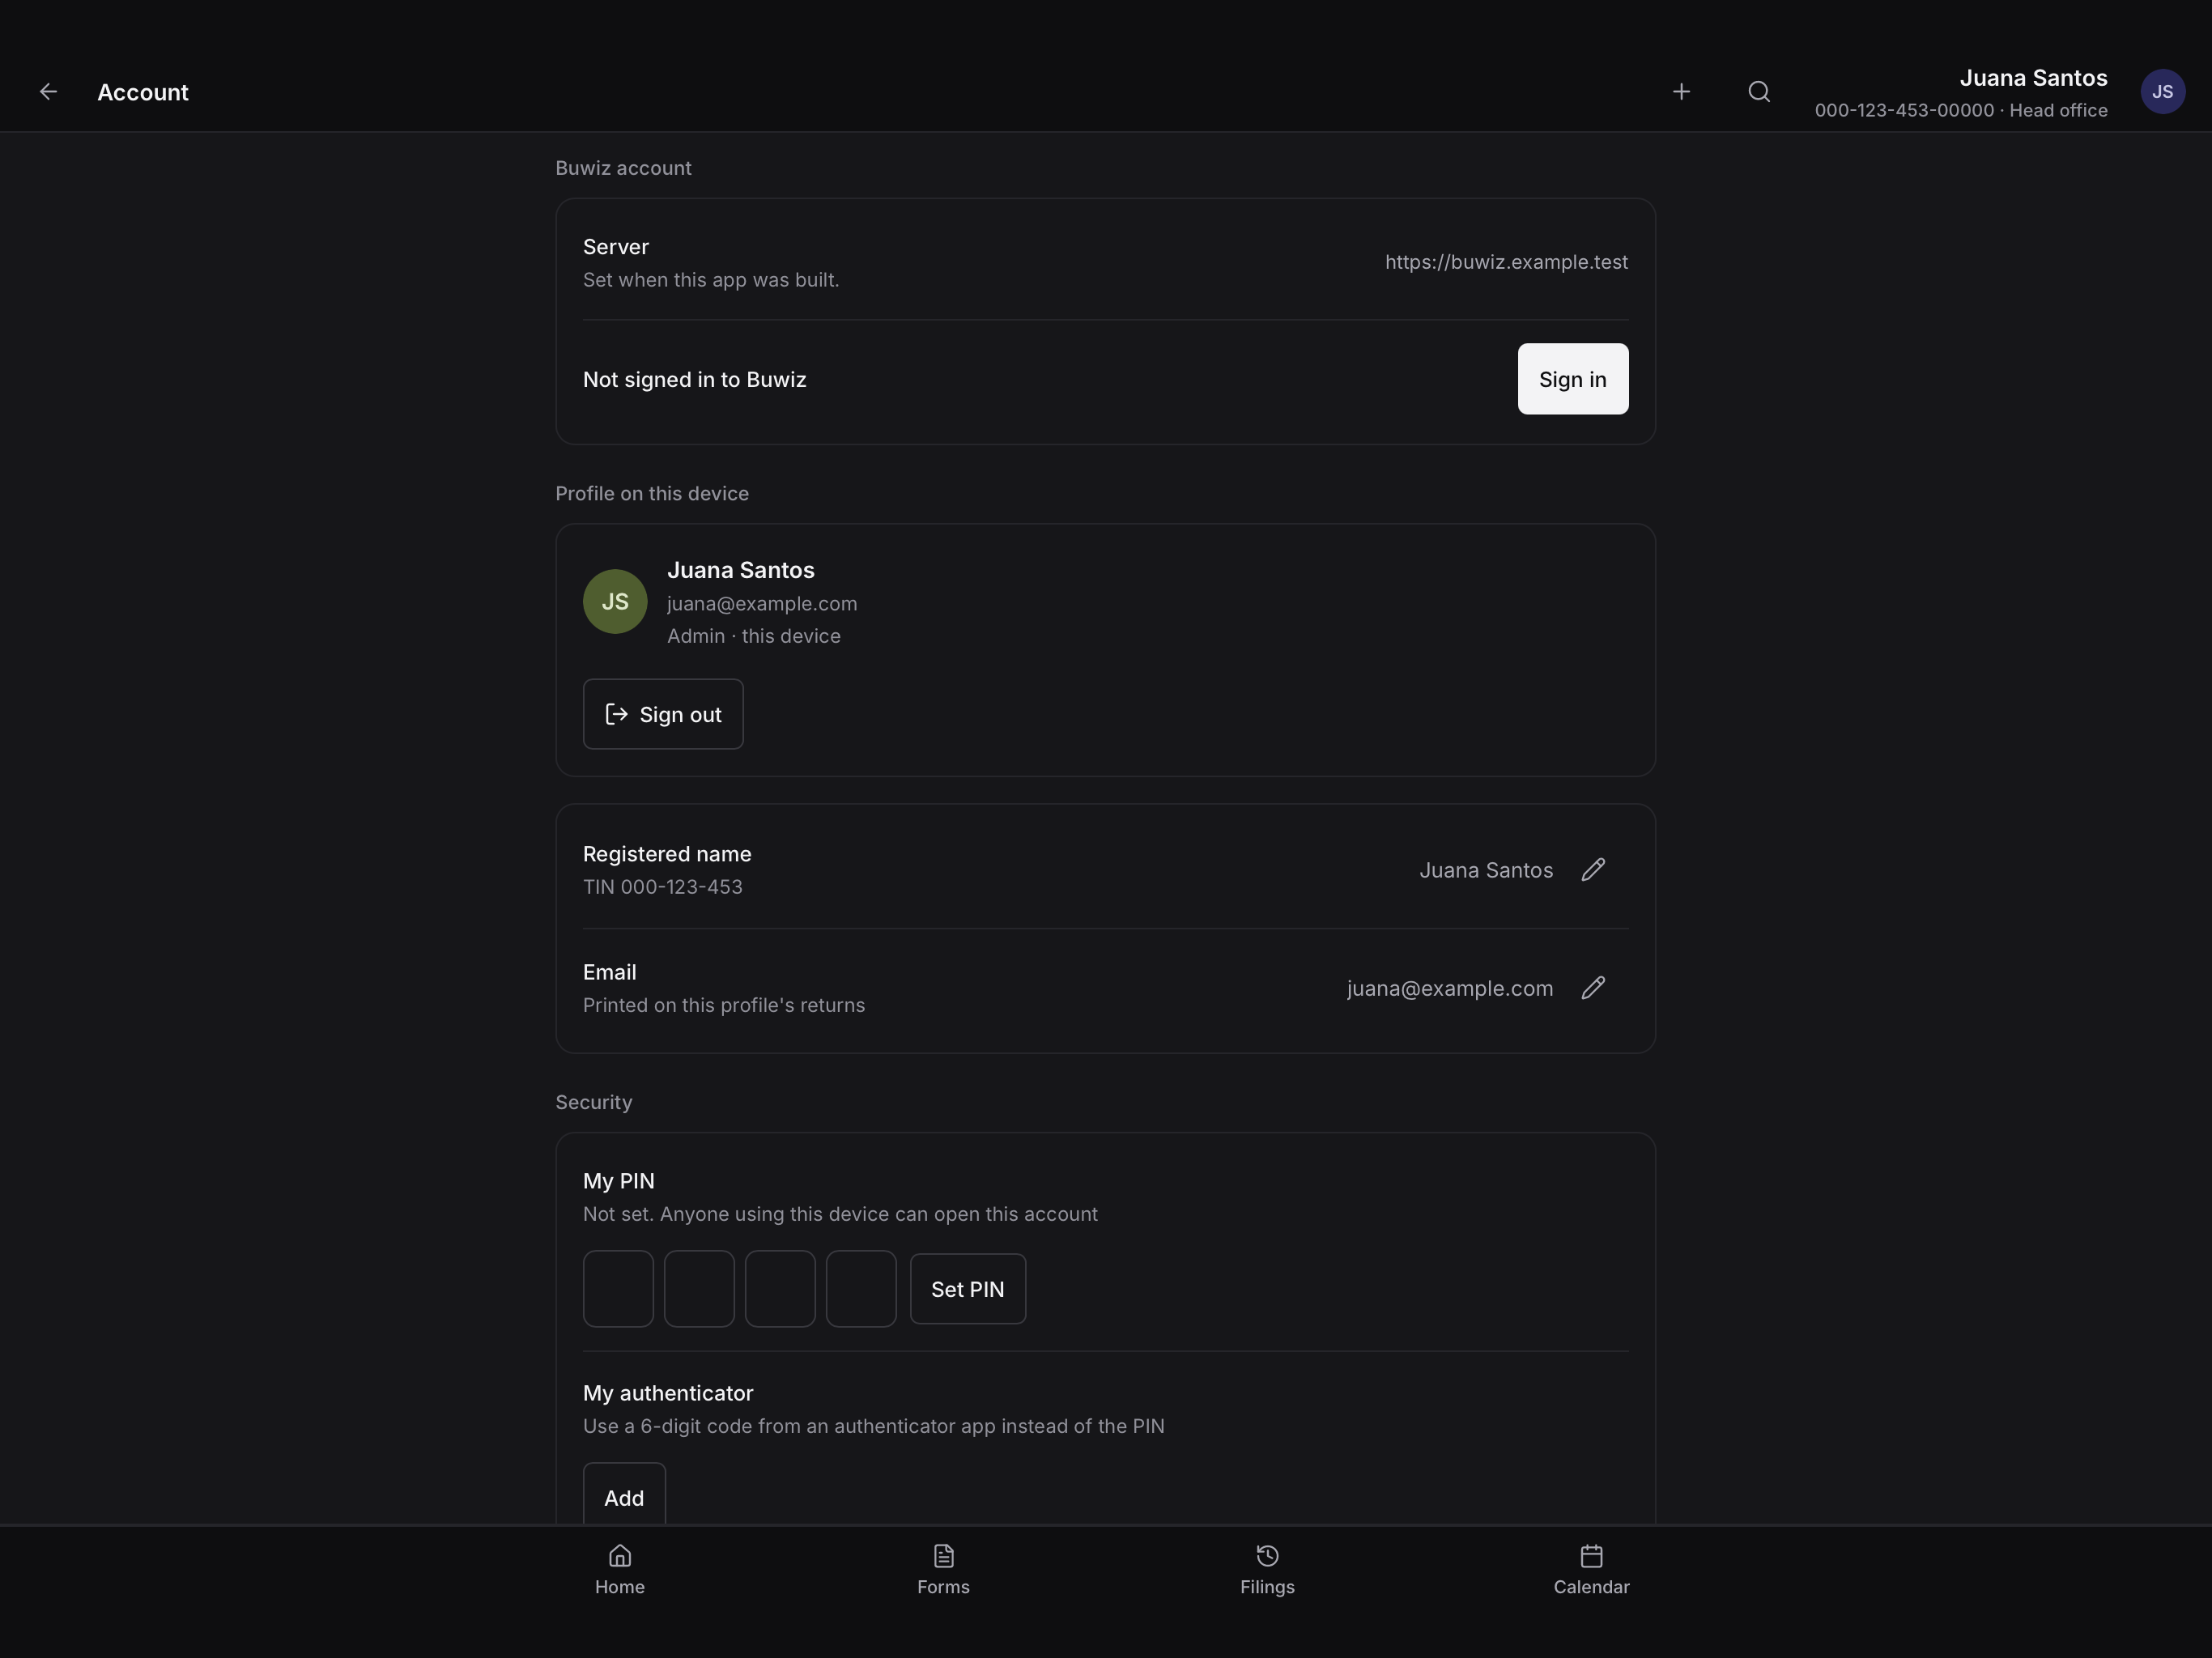 Account
Juana Santos
000-123-453-00000 · Head office
JS
Buwiz account
Server
Set when this app was built.
https://buwiz.example.test
Not signed in to Buwiz
Sign in
Profile on this device
JS
Juana Santos
juana@example.com
Admin · this device
Sign out
Registered name
TIN 000-123-453
Juana Santos
Email
Printed on this profile's returns
juana@example.com
Security
My PIN
Not set. Anyone using this device can open this account
Set PIN
My authenticator
Use a 6-digit code from an authenticator app instead of the PIN
Add
Home
Forms
Filings
Calendar